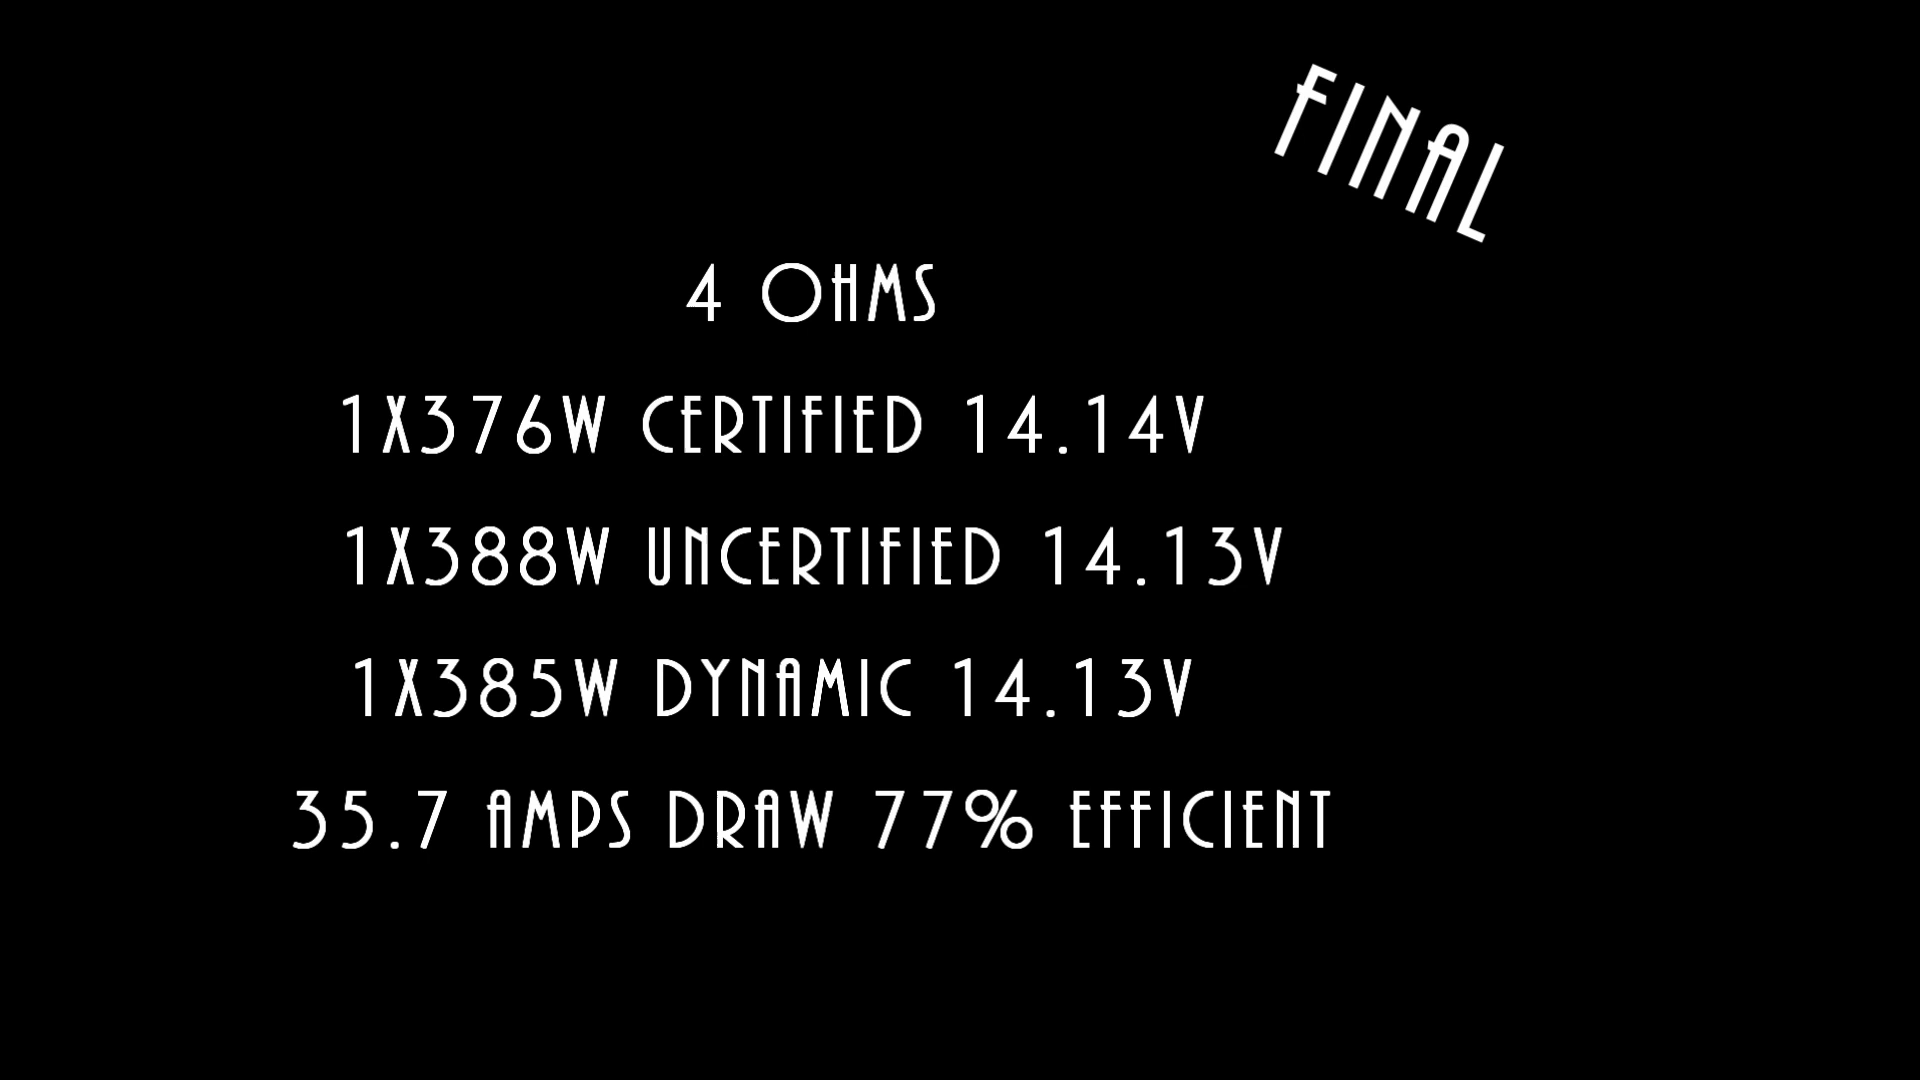 FINAL
4 OHMS
1X376W CERTIFIED 14.14V
1X388W UNCERTIFIED 14.13V
1X385W DYNAMIC 14.13V
35.7 AMPS DRAW 77% EFFICIENT